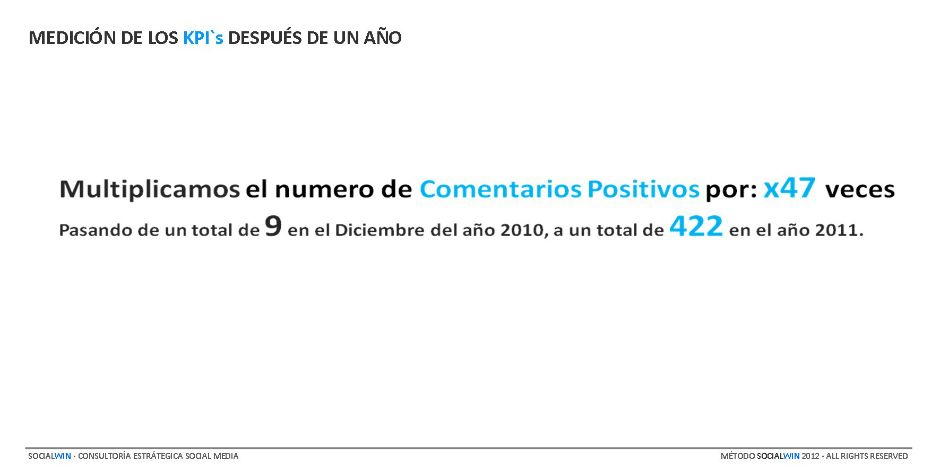 MEDICIÓN DE LOS KPI`s DESPUÉS DE UN AÑO
Multiplicamos el numero de Comentarios Positivos por: x47 veces
Pasando de un total de 9 en el Diciembre del año 2010, a un total de 422 en el año 2011.
SOCIALWIN - CONSULTORÍA ESTRÁTEGICA SOCIAL MEDIA
MÉTODO SOCIALWIN 2012 - ALL RIGHTS RESERVED